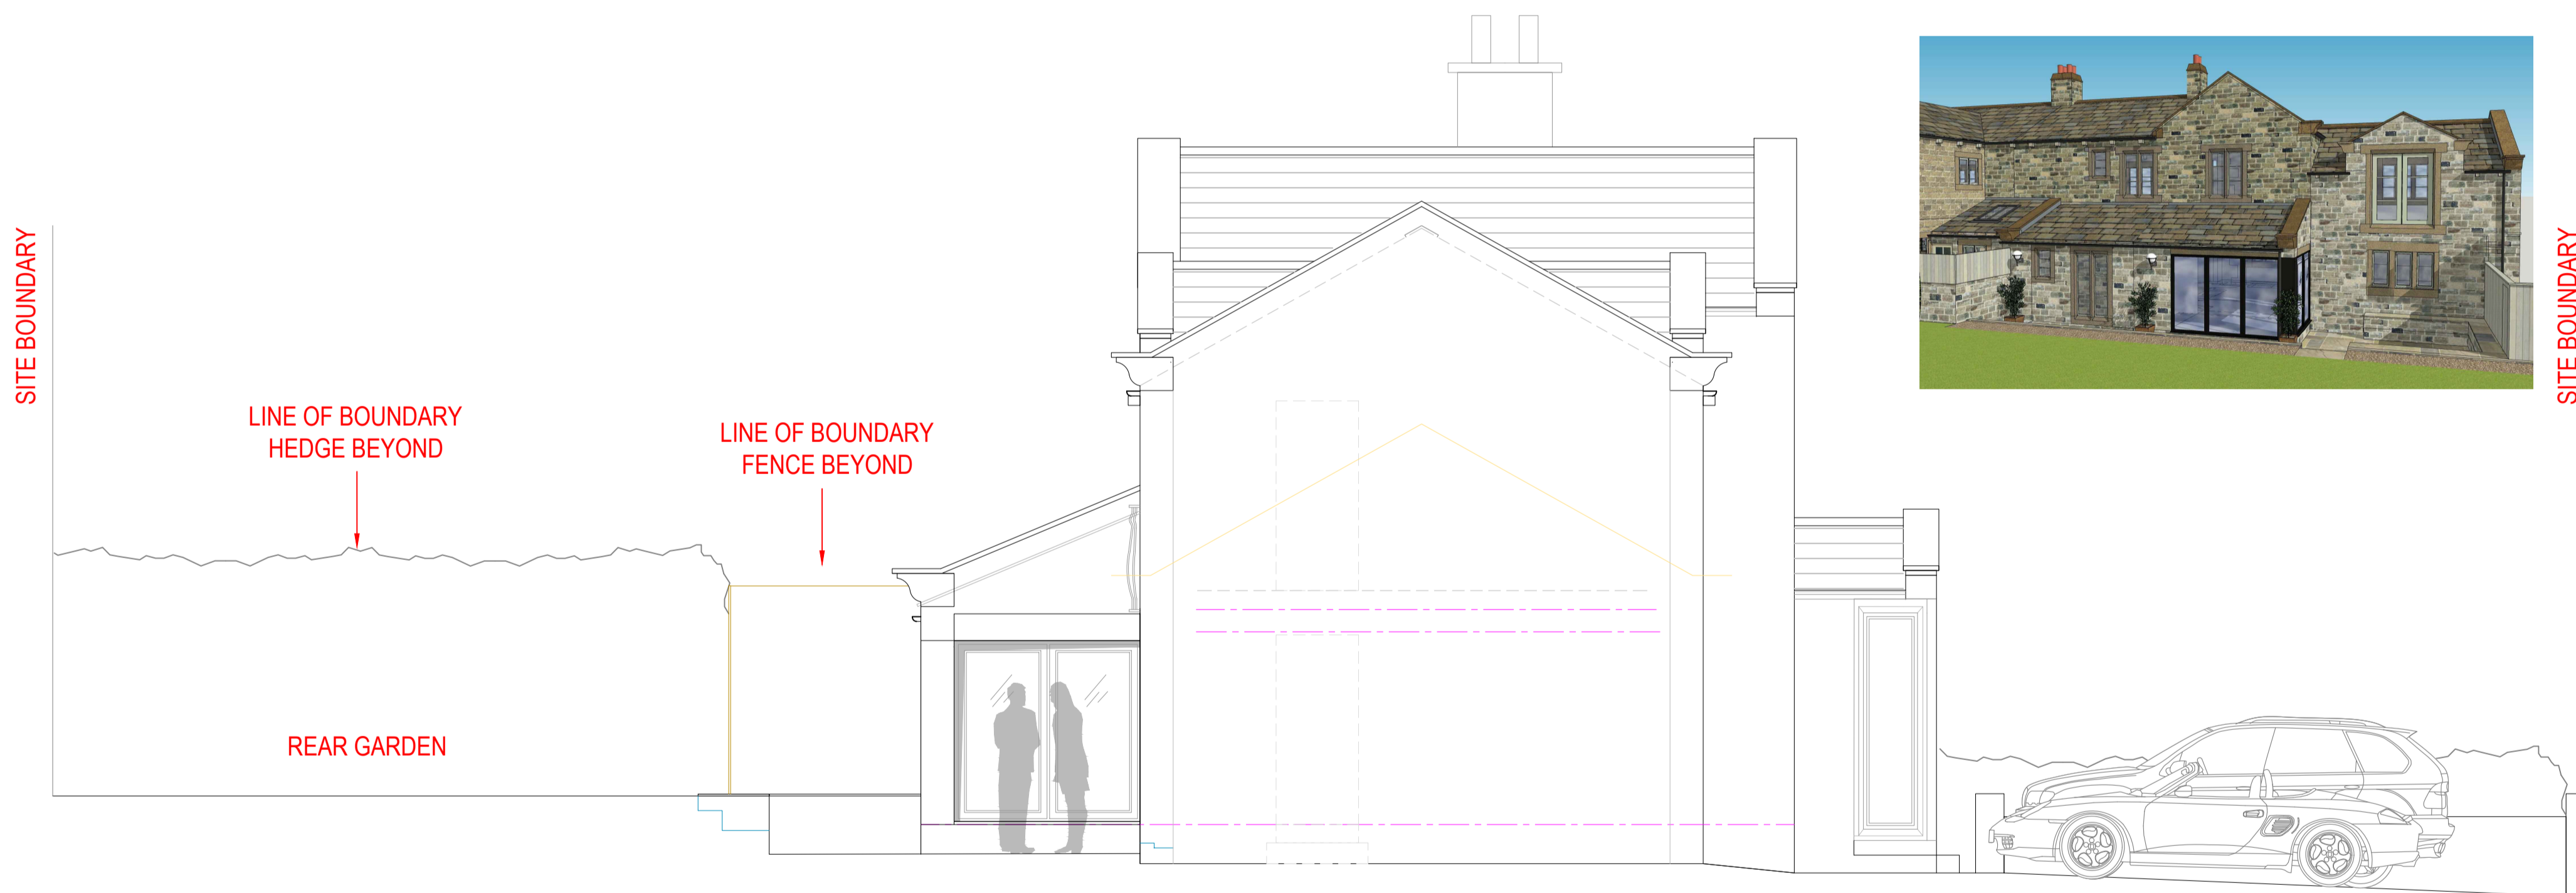 SITE BOUNDARY
LINE OF BOUNDARY
HEDGE BEYOND
LINE OF BOUNDARY
FENCE BEYOND
REAR GARDEN
SITE BOUNDARY